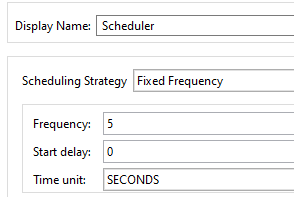 Display Name: Scheduler
Scheduling Strategy Fixed Frequency
Frequency: 5
Start delay: 0
Time unit: SECONDS